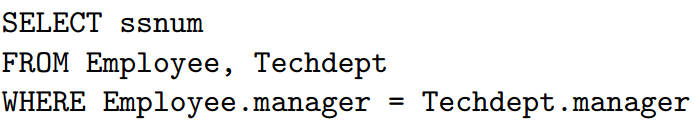 SELECT ssnum
FROM Employee, Techdept
WHERE Employee.manager = Techdept.manager